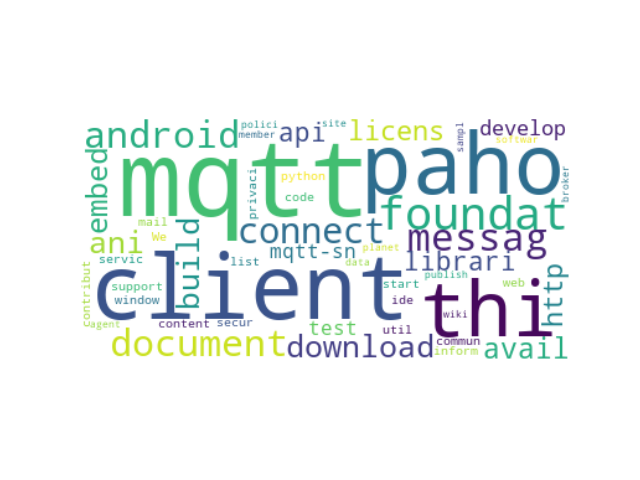 polici
site
android
member
api
licens
sampl
develop
softwar
mqtt
paho
embed
privaci
python
code
broker
foundat
mail
We
connect
messag
ani
build
mqtt-sn
planet
servic
list
data
librari
http
contribut
client
support
publish
start
web
window
ide
thi
wiki
agent
content
secur
test
util
document
download
commun
inform
avail